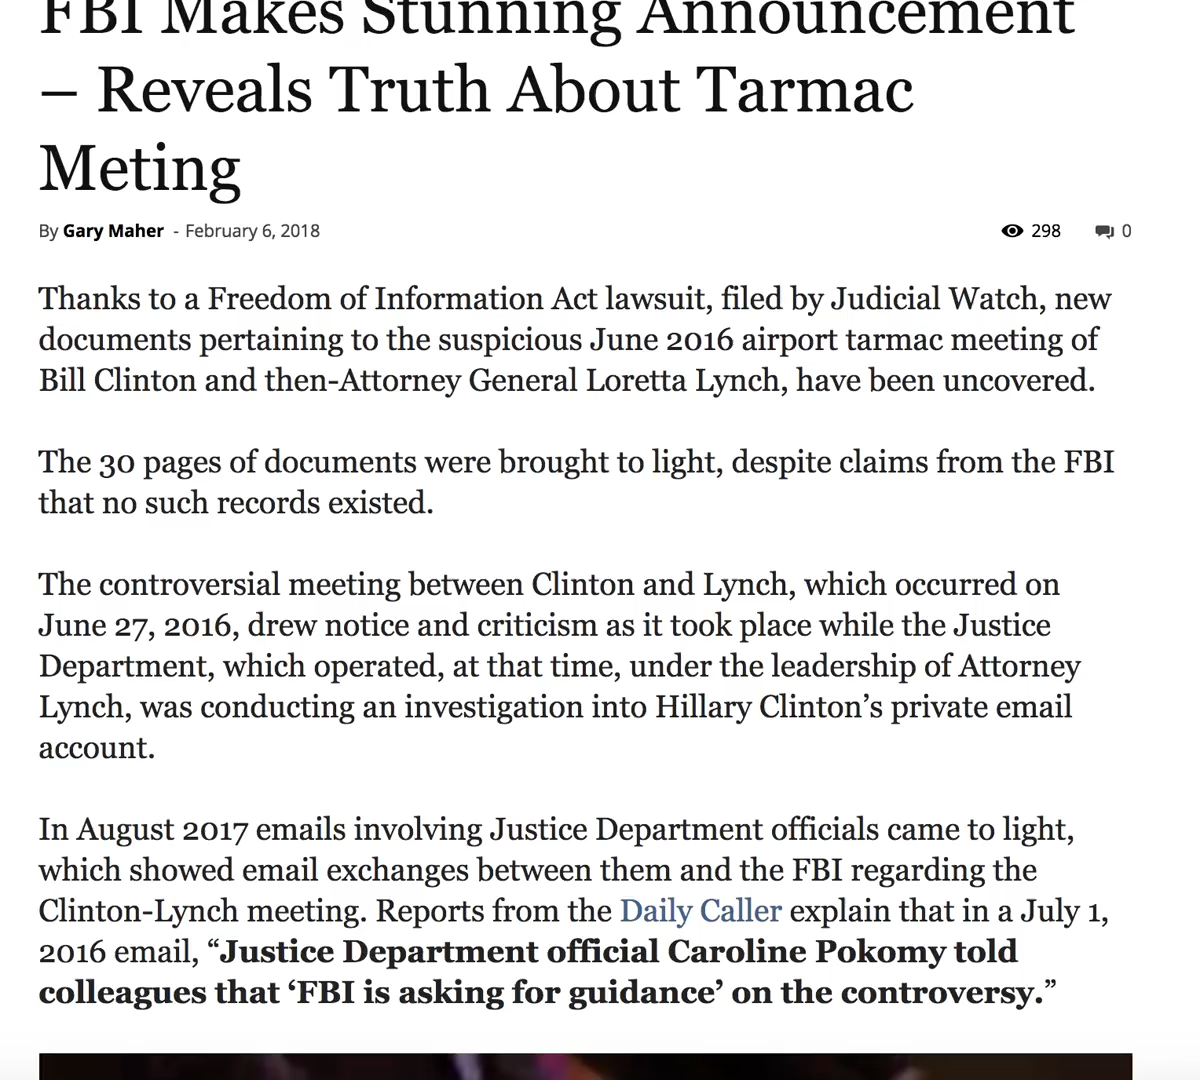 FBI Makes Stunning Announcement
– Reveals Truth About Tarmac
Meting
By Gary Maher - February 6, 2018 298 0
Thanks to a Freedom of Information Act lawsuit, filed by Judicial Watch, new
documents pertaining to the suspicious June 2016 airport tarmac meeting of
Bill Clinton and then-Attorney General Loretta Lynch, have been uncovered.
The 30 pages of documents were brought to light, despite claims from the FBI
that no such records existed.
The controversial meeting between Clinton and Lynch, which occurred on
June 27, 2016, drew notice and criticism as it took place while the Justice
Department, which operated, at that time, under the leadership of Attorney
Lynch, was conducting an investigation into Hillary Clinton’s private email
account.
In August 2017 emails involving Justice Department officials came to light,
which showed email exchanges between them and the FBI regarding the
Clinton-Lynch meeting. Reports from the Daily Caller explain that in a July 1,
2016 email, “Justice Department official Caroline Pokomy told
colleagues that ‘FBI is asking for guidance’ on the controversy.”